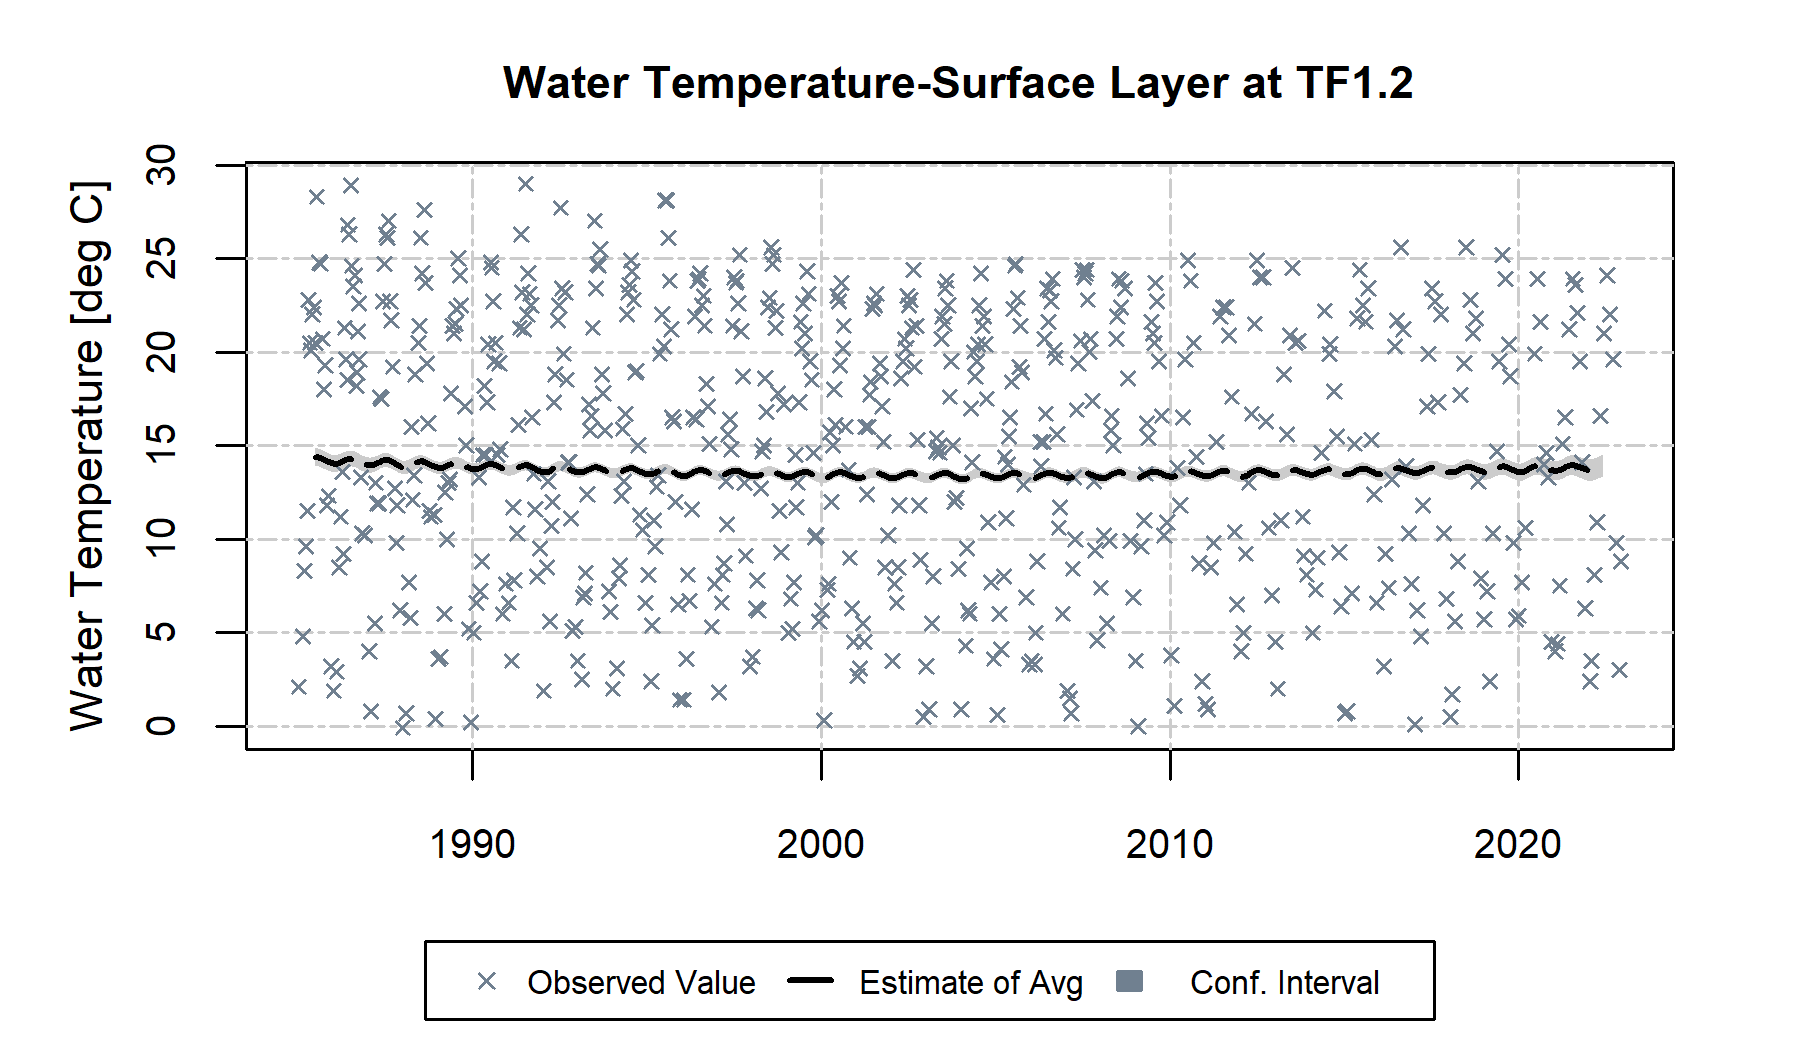 Water Temperature-Surface Layer at TF1.2
Water Temperature [deg C]
30
25
20
15
10
5
0
1990 2000 2010 2020
Observed Value Estimate of Avg Conf. Interval